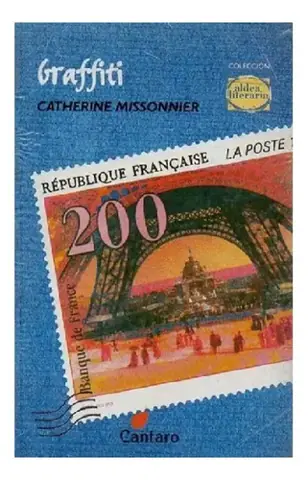 Graffiti
COLECCIÓN
aldea
literaria
CATHERINE MISSONNIER
RÉPUBLIQUE FRANÇAISE
LA POSTE
200
Banque de France
Cántaro